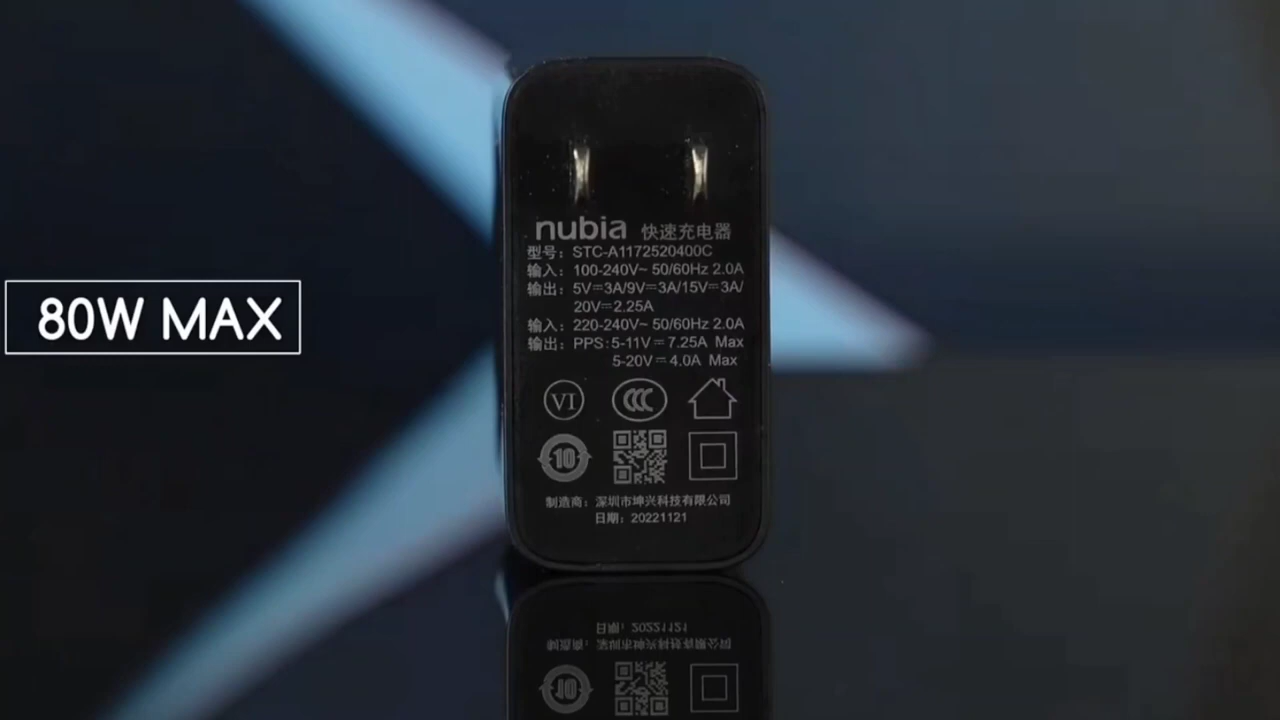 80W MAX
nubia 快速充电器
型号：STC-A1172520400C
输入：100-240V~ 50/60Hz 2.0A
输出：5V⎓3A/9V⎓3A/15V⎓3A/
20V⎓2.25A
输入：220-240V~ 50/60Hz 2.0A
输出：PPS:5-11V⎓7.25A Max
5-20V⎓4.0A Max
VI
CCC
10
制造商：深圳市坤兴科技有限公司
日期：20221121